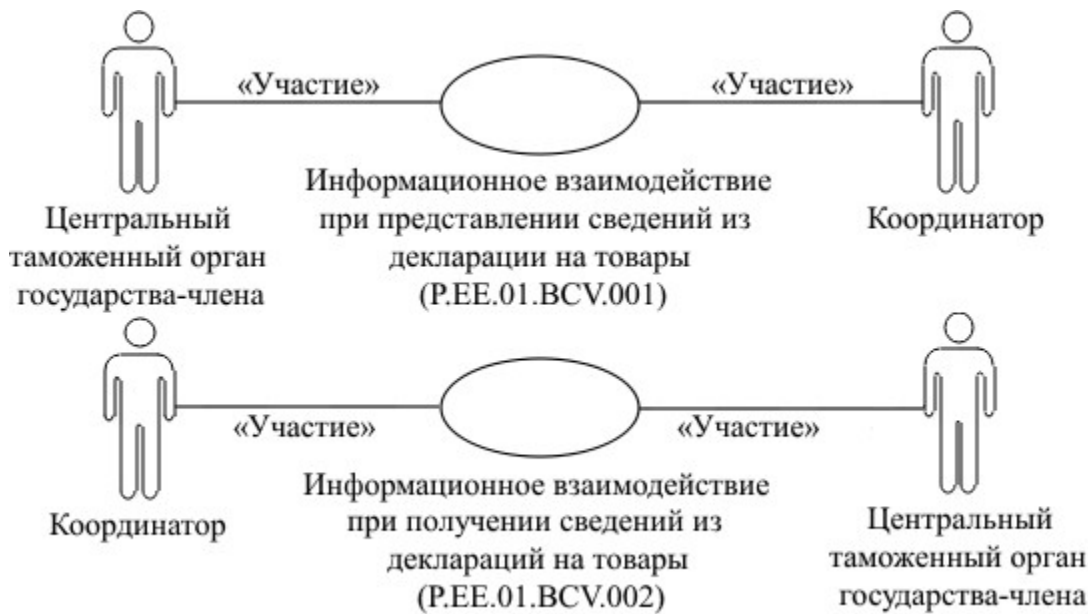 «Участие»
«Участие»
Информационное взаимодействие
при представлении сведений из
декларации на товары
(P.EE.01.BCV.001)
Центральный
таможенный орган
государства-члена
Координатор
«Участие»
«Участие»
Информационное взаимодействие
при получении сведений из
деклараций на товары
(P.EE.01.BCV.002)
Координатор
Центральный
таможенный орган
государства-члена